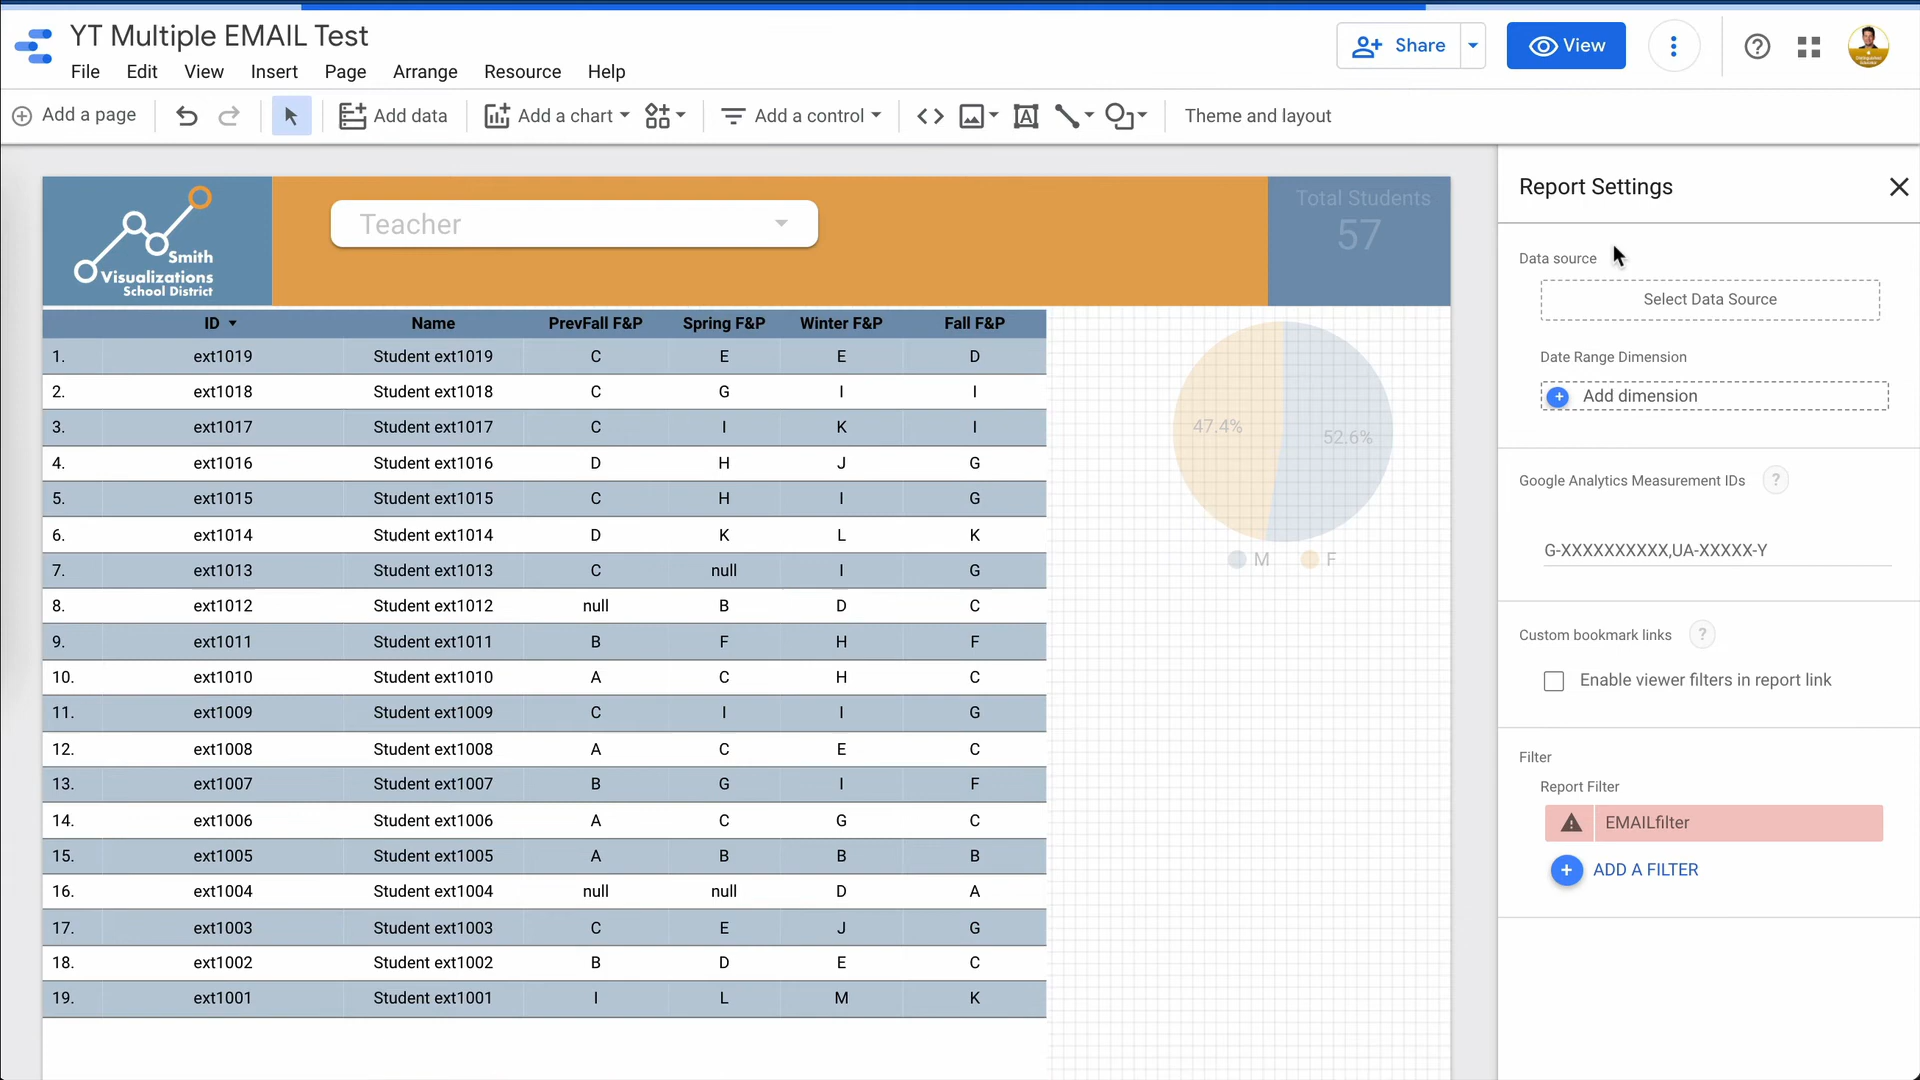 YT Multiple EMAIL Test
File Edit View Insert Page Arrange Resource Help
Share
View
Add a page
Add data
Add a chart
Add a control
Theme and layout
Smith
Visualizations
School District
Teacher
Total Students
57
ID Name PrevFall F&P Spring F&P Winter F&P Fall F&P
1. ext1019 Student ext1019 C E E D
2. ext1018 Student ext1018 C G I I
3. ext1017 Student ext1017 C I K I
4. ext1016 Student ext1016 D H J G
5. ext1015 Student ext1015 C H I G
6. ext1014 Student ext1014 D K L K
7. ext1013 Student ext1013 C null I G
8. ext1012 Student ext1012 null B D C
9. ext1011 Student ext1011 B F H F
10. ext1010 Student ext1010 A C H C
11. ext1009 Student ext1009 C I I G
12. ext1008 Student ext1008 A C E C
13. ext1007 Student ext1007 B G I F
14. ext1006 Student ext1006 A C G C
15. ext1005 Student ext1005 A B B B
16. ext1004 Student ext1004 null null D A
17. ext1003 Student ext1003 C E J G
18. ext1002 Student ext1002 B D E C
19. ext1001 Student ext1001 I L M K
47.4%
52.6%
M F
Report Settings
Data source
Select Data Source
Date Range Dimension
Add dimension
Google Analytics Measurement IDs ?
G-XXXXXXXXXX,UA-XXXXX-Y
Custom bookmark links ?
Enable viewer filters in report link
Filter
Report Filter
EMAILfilter
ADD A FILTER